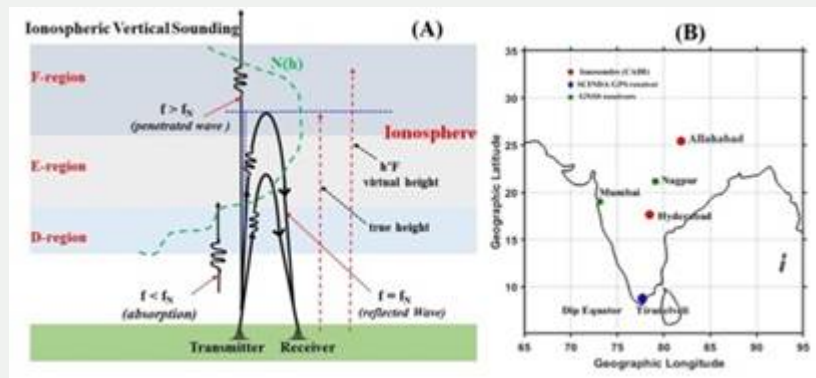 Ionospheric Vertical Sounding
(A)
N(h)
F-region
f > fN
(penetrated wave)
Ionosphere
E-region
h'F
virtual height
D-region
true height
f < fN
(absorption)
f = fN
(reflected Wave)
Transmitter
Receiver
(B)
35
30
25
20
15
10
65
70
75
80
85
90
95
Geographic Latitude
Geographic Longitude
Ionosondes (CADI)
SCINDA GPS receiver
GNSS receivers
Allahabad
Nagpur
Mumbai
Hyderabad
Dip Equator
Tirunelveli